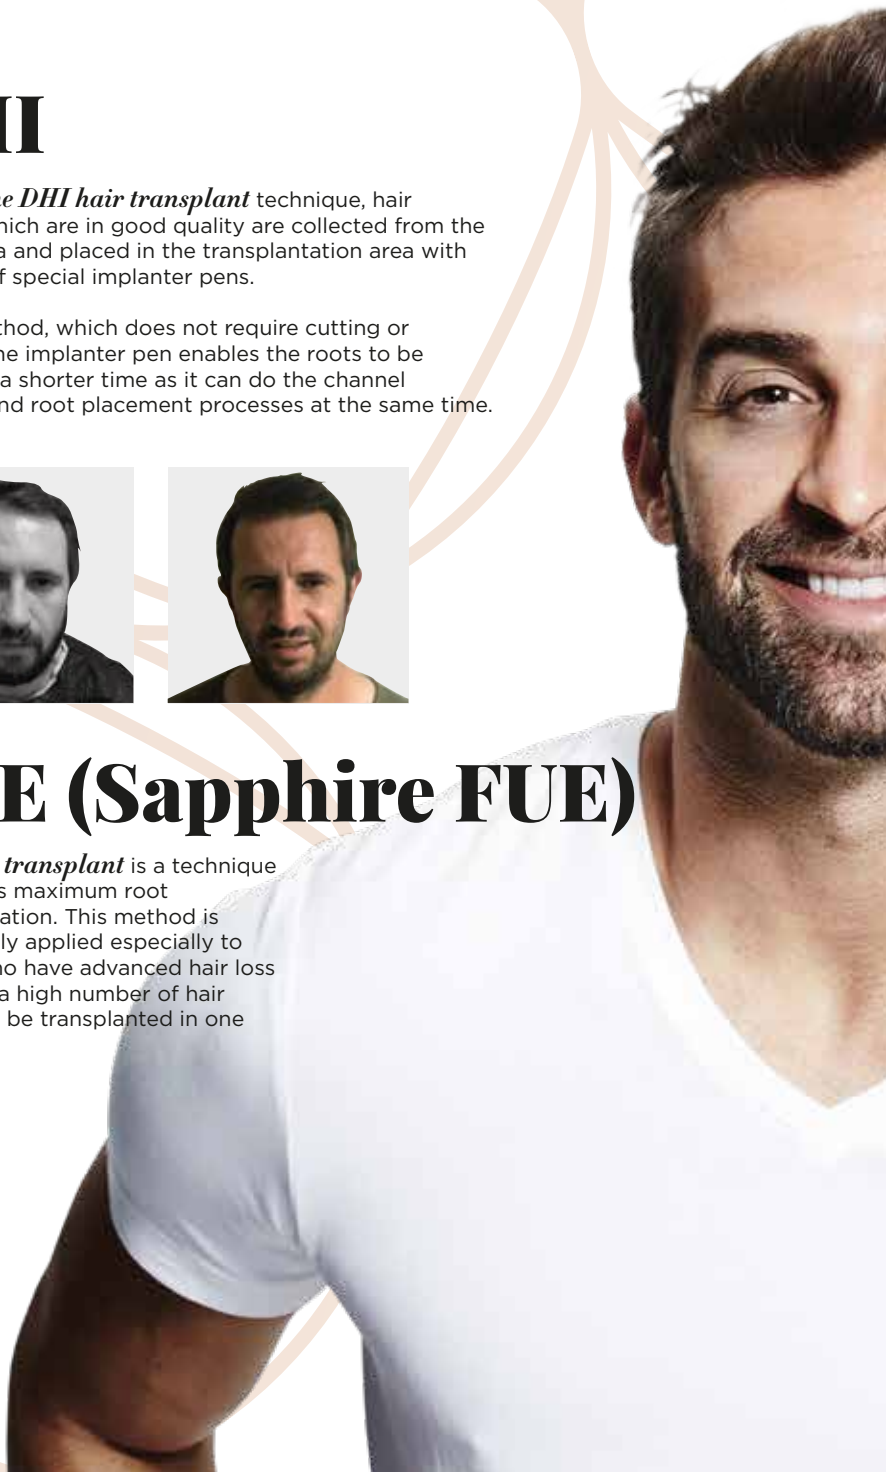 HI
e DHI hair transplant technique, hair
hich are in good quality are collected from the
a and placed in the transplantation area with
f special implanter pens.
thod, which does not require cutting or
he implanter pen enables the roots to be
a shorter time as it can do the channel
nd root placement processes at the same time.
E (Sapphire FUE)
transplant is a technique
s maximum root
ation. This method is
ly applied especially to
ho have advanced hair loss
a high number of hair
be transplanted in one